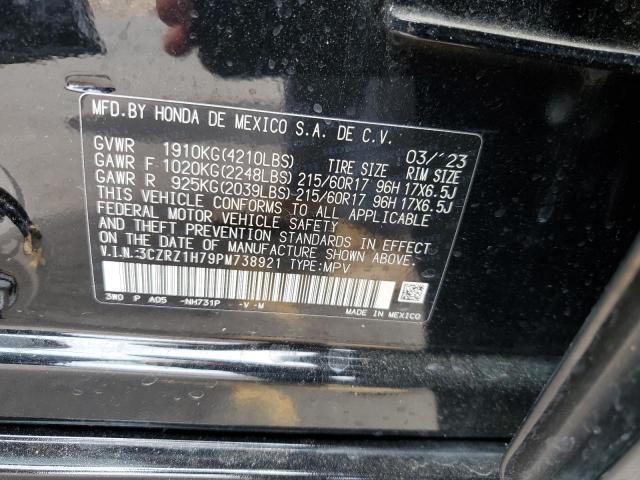 MFD.BY HONDA DE MEXICO S.A. DE C.V.
GVWR 1910KG(4210LBS) 03/'23
GAWR F 1020KG(2248LBS) TIRE SIZE RIM SIZE
GAWR R 925KG(2039LBS) 215/60R17 96H 17X6.5J
215/60R17 96H 17X6.5J
THIS VEHICLE CONFORMS TO ALL APPLICABLE
FEDERAL MOTOR VEHICLE SAFETY
AND THEFT PREVENTION STANDARDS IN EFFECT
ON THE DATE OF MANUFACTURE SHOWN ABOVE.
V.I.N.:3CZRZ1H79PM738921 TYPE:MPV
3W0 P A05 -NH731P -V -M
MADE IN MEXICO